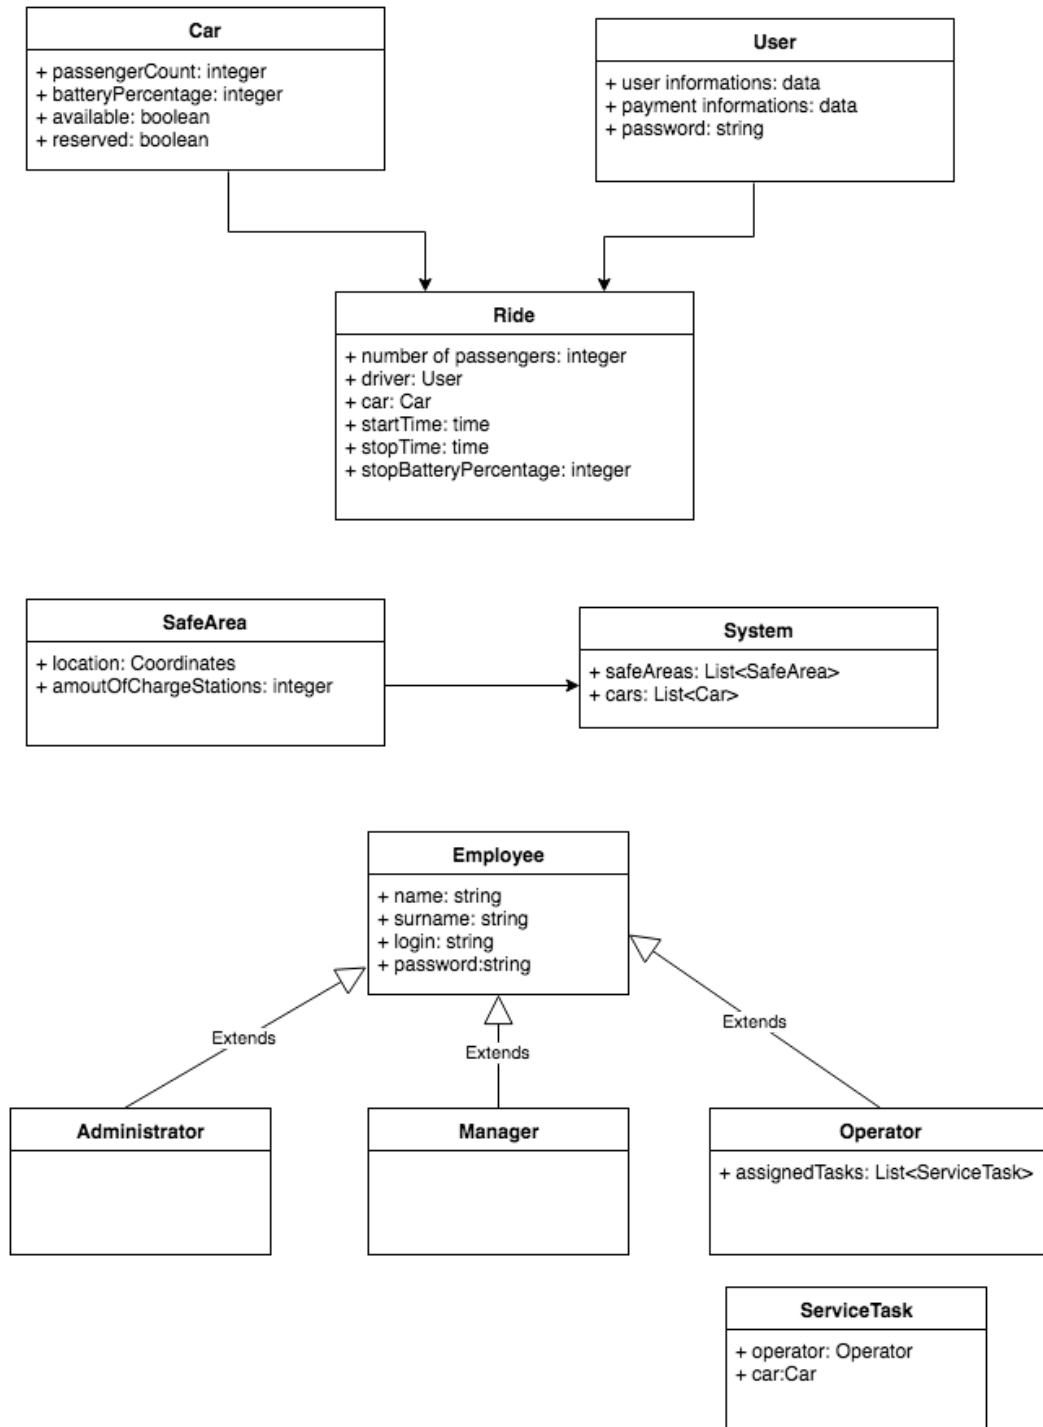 Car
+ passengerCount: integer
+ batteryPercentage: integer
+ available: boolean
+ reserved: boolean
User
+ user informations: data
+ payment informations: data
+ password: string
Ride
+ number of passengers: integer
+ driver: User
+ car: Car
+ startTime: time
+ stopTime: time
+ stopBatteryPercentage: integer
SafeArea
+ location: Coordinates
+ amoutOfChargeStations: integer
System
+ safeAreas: List<SafeArea>
+ cars: List<Car>
Employee
+ name: string
+ surname: string
+ login: string
+ password:string
Extends
Extends
Extends
Administrator
Manager
Operator
+ assignedTasks: List<ServiceTask>
ServiceTask
+ operator: Operator
+ car:Car